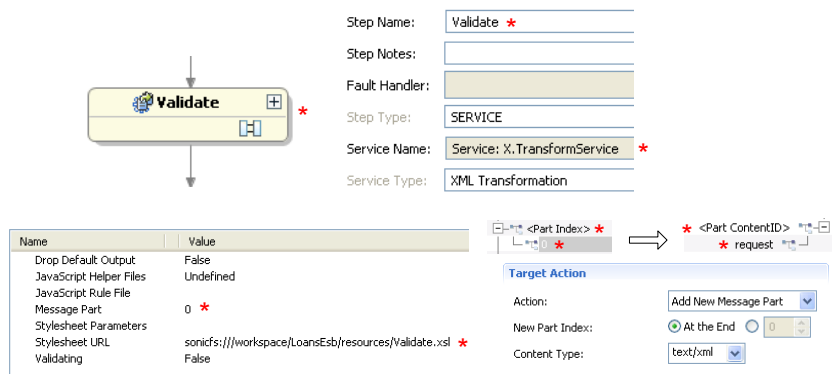 Validate
*
Step Name: Validate *
Step Notes:
Fault Handler:
Step Type: SERVICE
Service Name: Service: X.TransformService *
Service Type: XML Transformation
Name Value
Drop Default Output False
JavaScript Helper Files Undefined
JavaScript Rule File
Message Part 0 *
Stylesheet Parameters
Stylesheet URL sonicfs:///workspace/LoansEsb/resources/Validate.xsl *
Validating False
<Part Index> * * <Part ContentID>
0 * * request
Target Action
Action: Add New Message Part
New Part Index: At the End 0
Content Type: text/xml